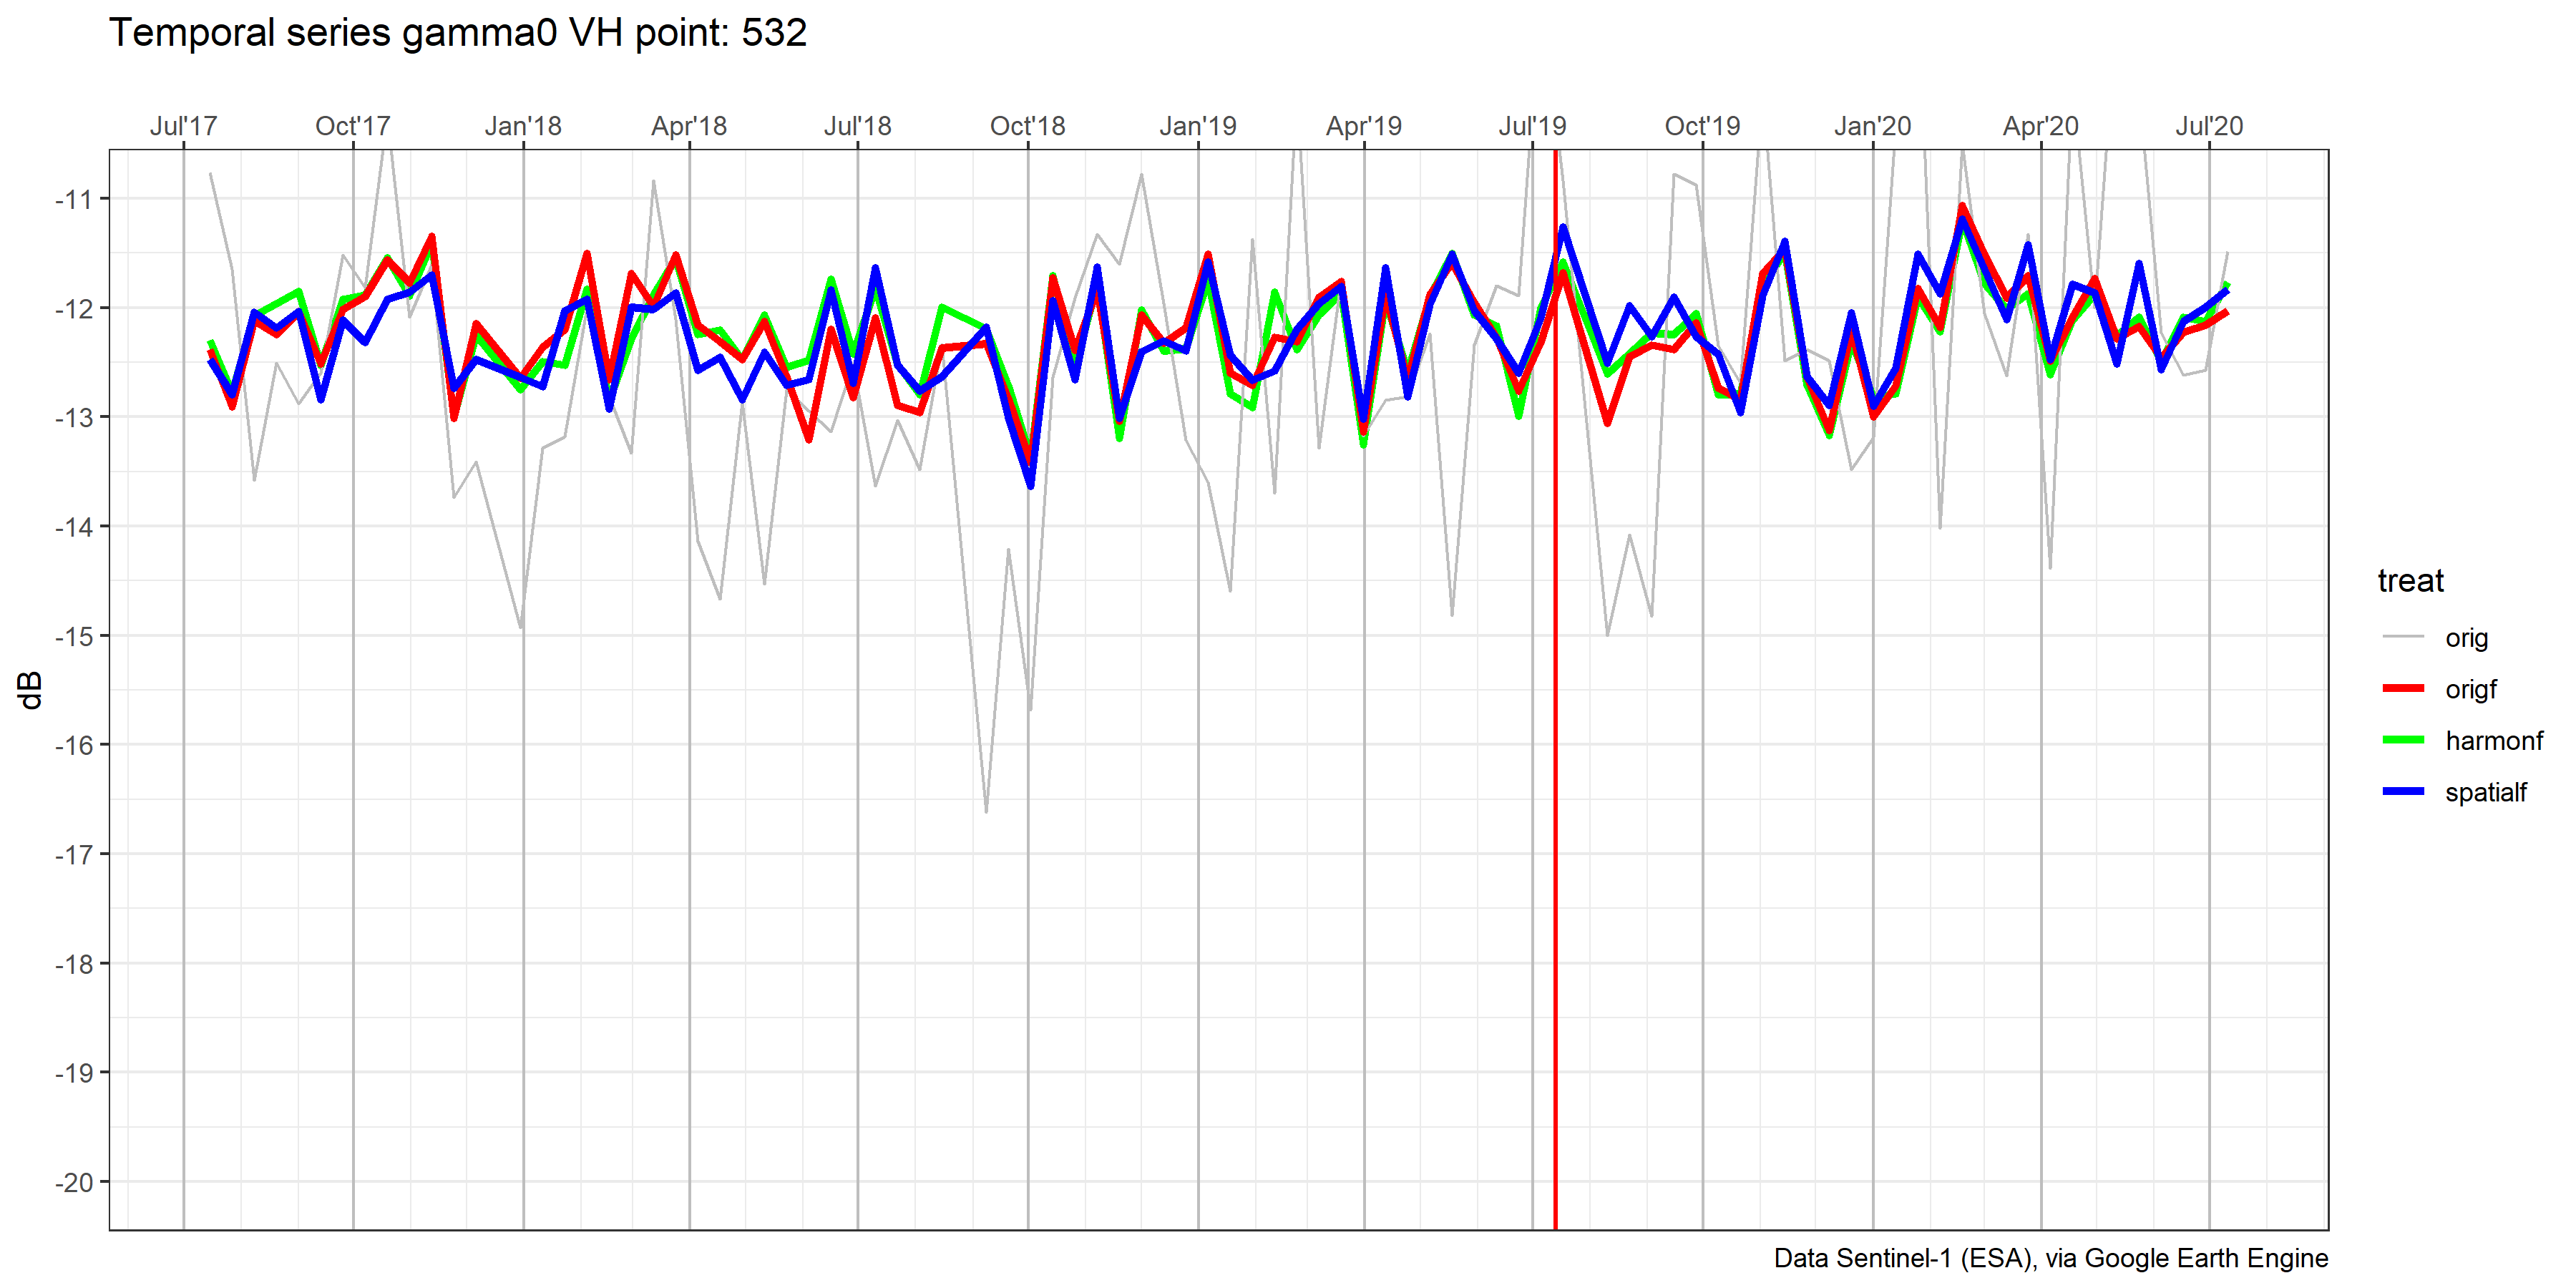 Temporal series gamma0 VH point: 532
Jul'17 Oct'17 Jan'18 Apr'18 Jul'18 Oct'18 Jan'19 Apr'19 Jul'19 Oct'19 Jan'20 Apr'20 Jul'20
-11
-12
-13
-14
-15
-16
-17
-18
-19
-20
dB
treat
orig
origf
harmonf
spatialf
Data Sentinel-1 (ESA), via Google Earth Engine